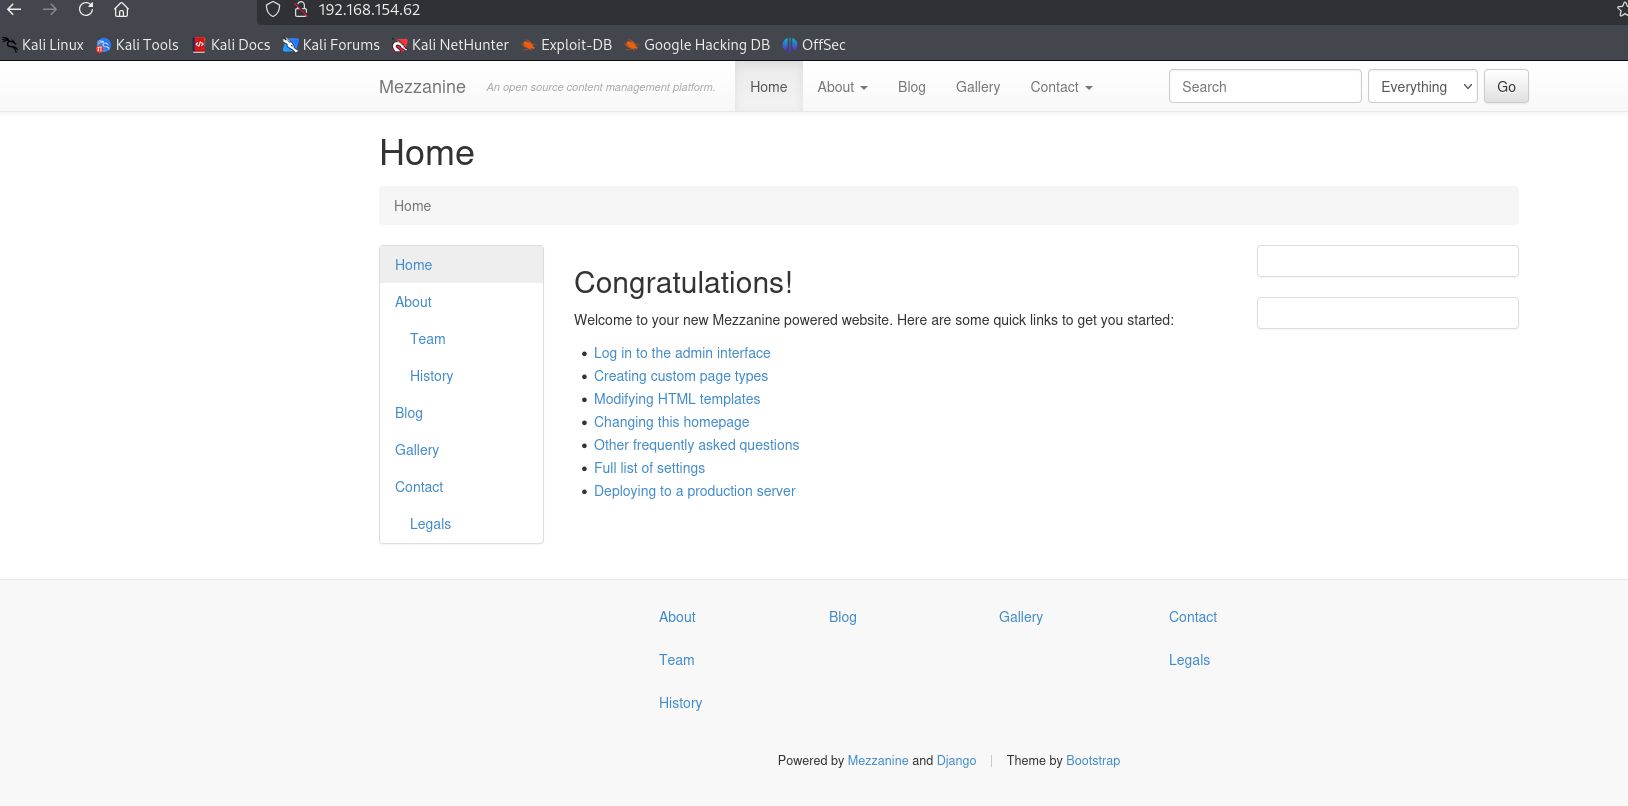 192.168.154.62
Kali Linux Kali Tools Kali Docs Kali Forums Kali NetHunter Exploit-DB Google Hacking DB OffSec
Mezzanine An open source content management platform. Home About Blog Gallery Contact Search Everything Go
Home
Home
Home
About
Team
History
Blog
Gallery
Contact
Legals
Congratulations!
Welcome to your new Mezzanine powered website. Here are some quick links to get you started:
Log in to the admin interface
Creating custom page types
Modifying HTML templates
Changing this homepage
Other frequently asked questions
Full list of settings
Deploying to a production server
About Blog Gallery Contact
Team Legals
History
Powered by Mezzanine and Django | Theme by Bootstrap